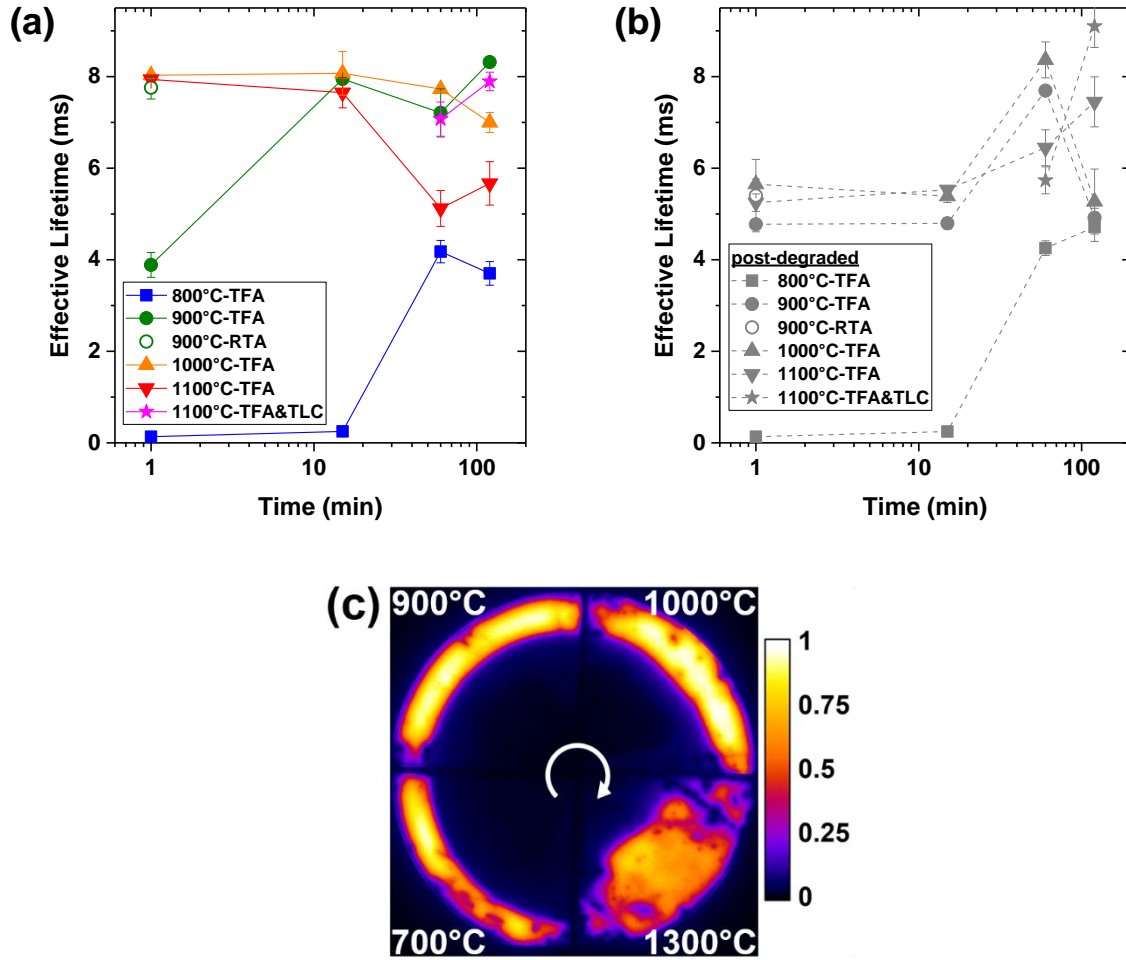 (a)
Effective Lifetime (ms)
8
6
4
2
0
800°C-TFA
900°C-TFA
900°C-RTA
1000°C-TFA
1100°C-TFA
1100°C-TFA&TLC
1
10
100
Time (min)
(b)
Effective Lifetime (ms)
8
6
4
2
0
post-degraded
800°C-TFA
900°C-TFA
900°C-RTA
1000°C-TFA
1100°C-TFA
1100°C-TFA&TLC
1
10
100
Time (min)
(c)
900°C
1000°C
700°C
1300°C
1
0.75
0.5
0.25
0